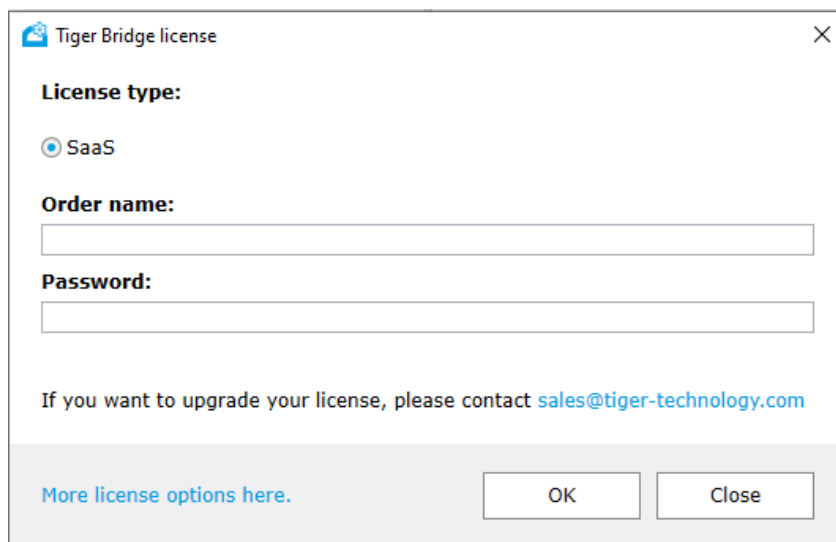 Tiger Bridge license
License type:
SaaS
Order name:
Password:
If you want to upgrade your license, please contact sales@tiger-technology.com
More license options here.
OK
Close